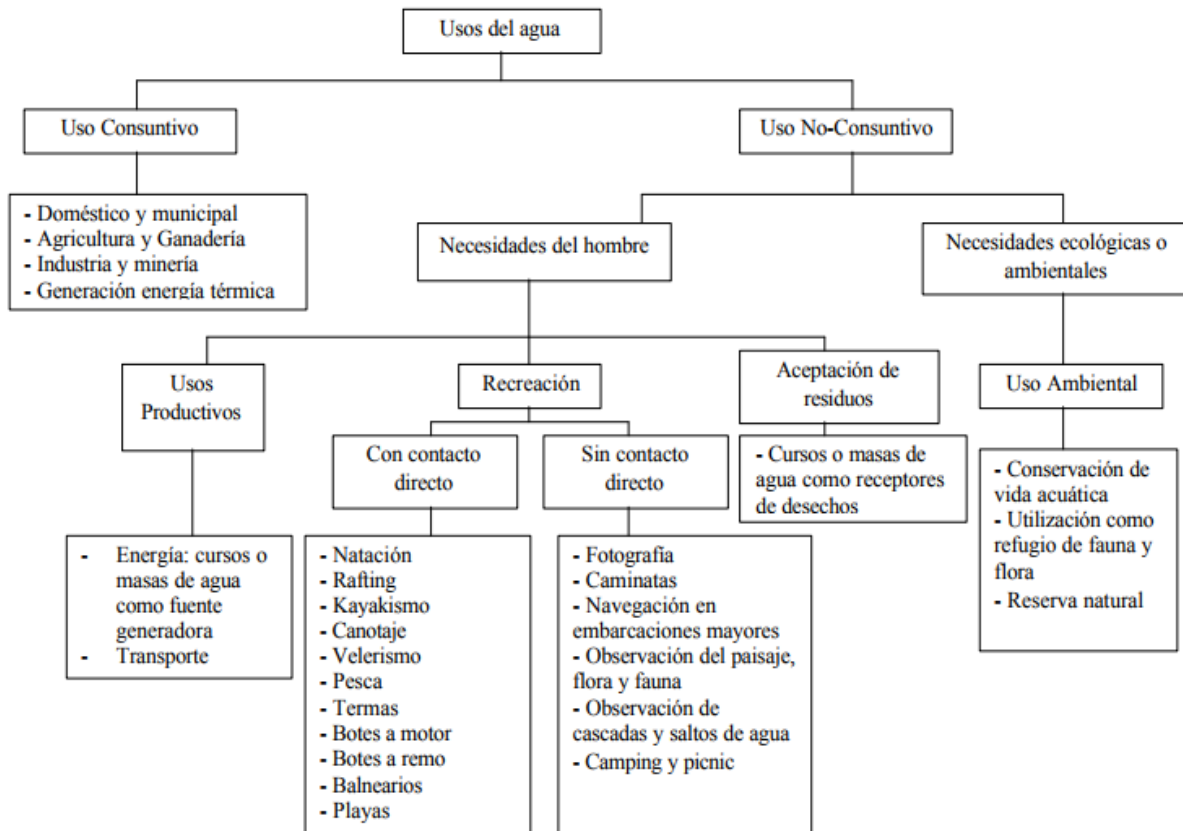 Usos del agua
Uso Consuntivo
Uso No-Consuntivo
- Doméstico y municipal
- Agricultura y Ganadería
- Industria y minería
- Generación energía térmica
Necesidades del hombre
Necesidades ecológicas o
ambientales
Usos
Productivos
Recreación
Aceptación de
residuos
Uso Ambiental
Con contacto
directo
Sin contacto
directo
- Cursos o masas de
agua como receptores
de desechos
- Conservación de
vida acuática
- Utilización como
refugio de fauna y
flora
- Reserva natural
- Energía: cursos o
masas de agua
como fuente
generadora
- Transporte
- Natación
- Rafting
- Kayakismo
- Canotaje
- Velerismo
- Pesca
- Termas
- Botes a motor
- Botes a remo
- Balnearios
- Playas
- Fotografía
- Caminatas
- Navegación en
embarcaciones mayores
- Observación del paisaje,
flora y fauna
- Observación de
cascadas y saltos de agua
- Camping y picnic